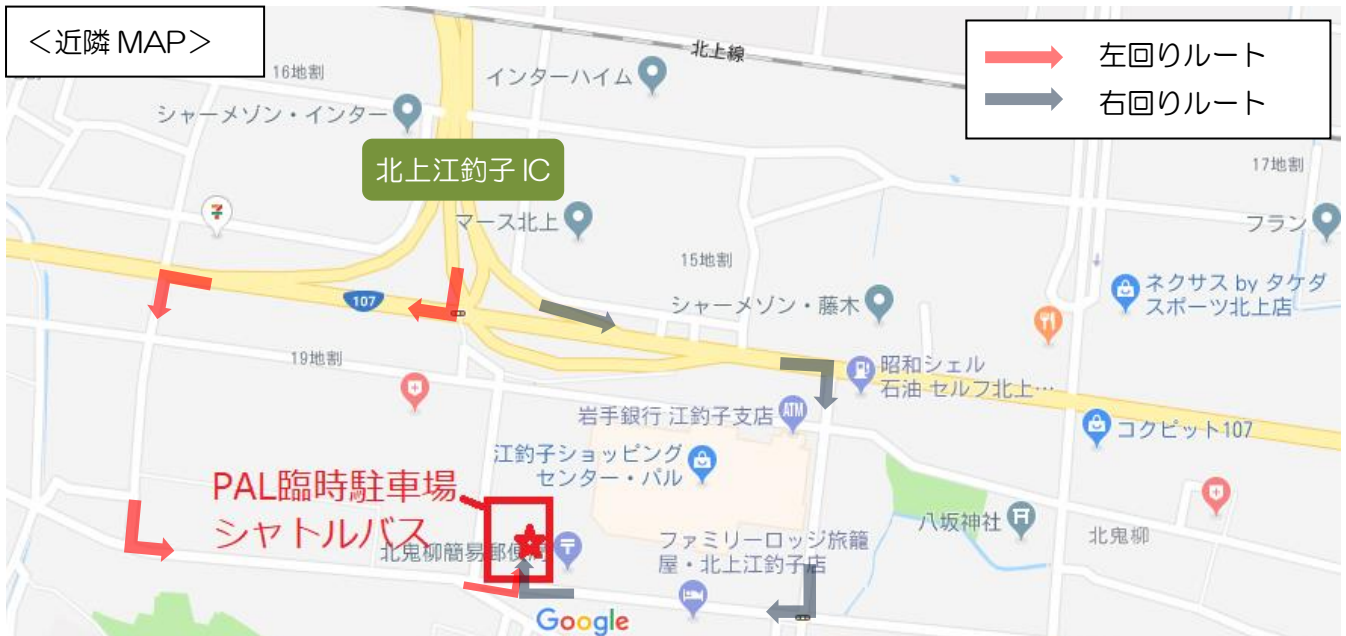 ＜近隣 MAP＞
左回りルート
右回りルート
北上線
16地割
インターハイム
シャーメゾン・インター
北上江釣子 IC
17地割
マース北上
フラン
15地割
ネクサス by タケダ
スポーツ北上店
107
シャーメゾン・藤木
19地割
昭和シェル
石油 セルフ北上…
岩手銀行 江釣子支店
ATM
コクピット107
江釣子ショッピング
センター・パル
PAL臨時駐車場
シャトルバス
八坂神社
北鬼柳
北鬼柳簡易郵便局
ファミリーロッジ旅籠
屋・北上江釣子店
Google